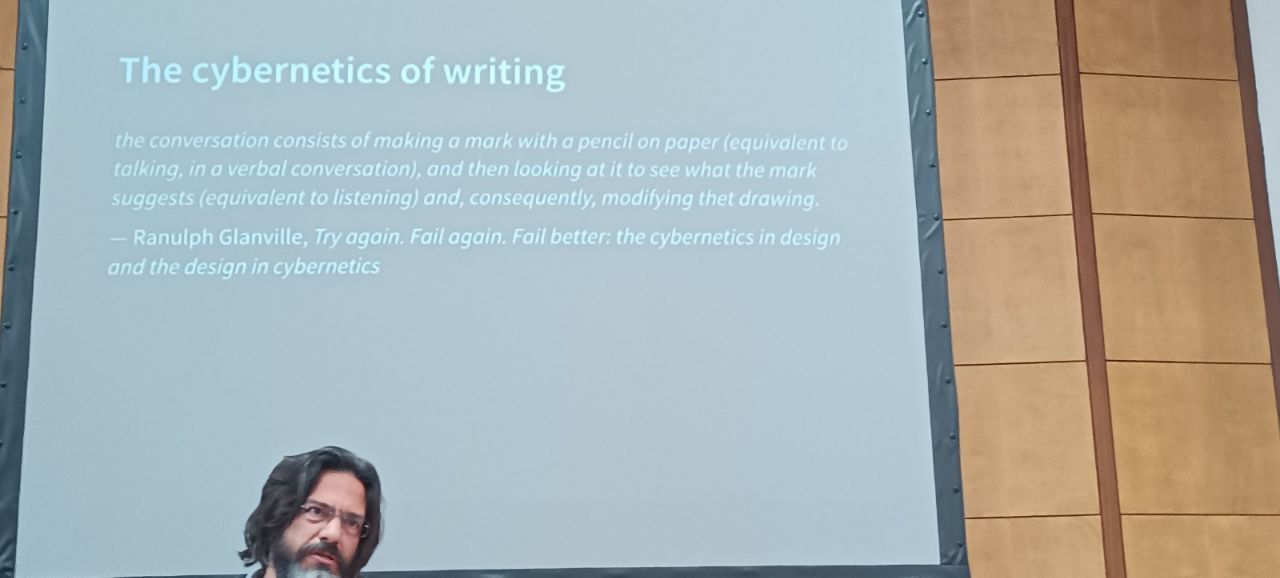 The cybernetics of writing
the conversation consists of making a mark with a pencil on paper (equivalent to
talking, in a verbal conversation), and then looking at it to see what the mark
suggests (equivalent to listening) and, consequently, modifying thet drawing.
— Ranulph Glanville, Try again. Fail again. Fail better: the cybernetics in design
and the design in cybernetics